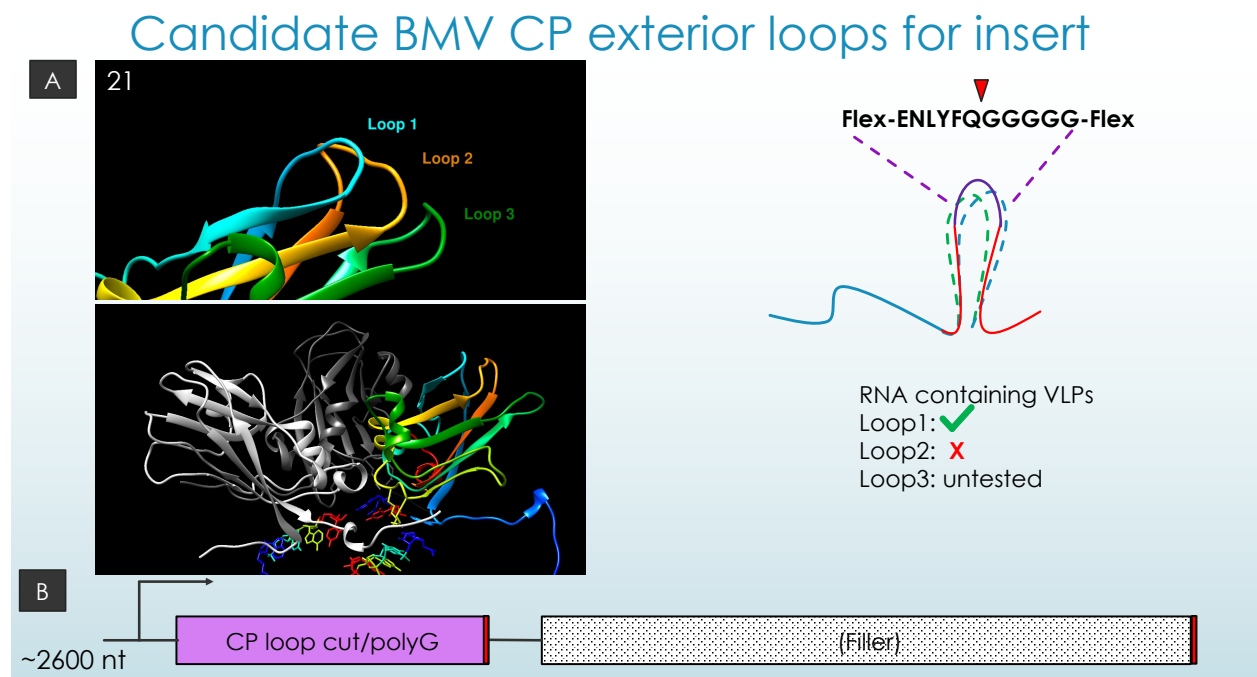 Candidate BMV CP exterior loops for insert
A
21
Loop 1
Loop 2
Loop 3
Flex-ENLYFQGGGGG-Flex
RNA containing VLPs
Loop1:
Loop2: X
Loop3: untested
B
~2600 nt
CP loop cut/polyG
(Filler)